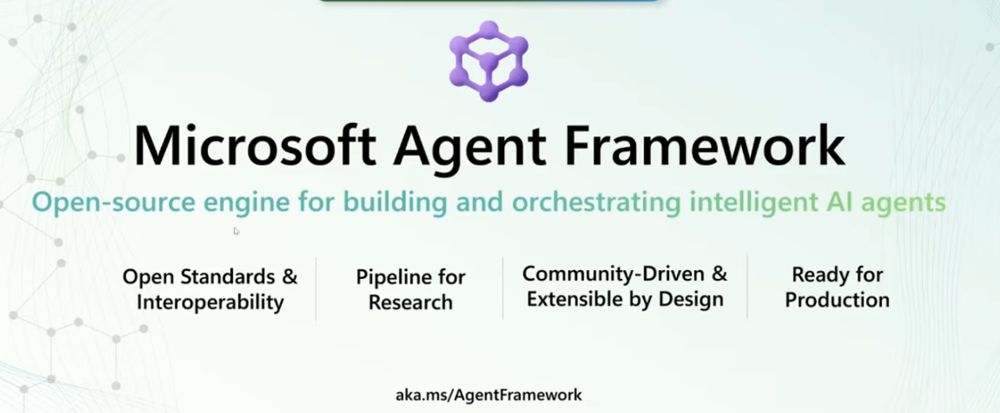 Microsoft Agent Framework
Open-source engine for building and orchestrating intelligent AI agents
Open Standards &
Interoperability
Pipeline for
Research
Community-Driven &
Extensible by Design
Ready for
Production
aka.ms/AgentFramework